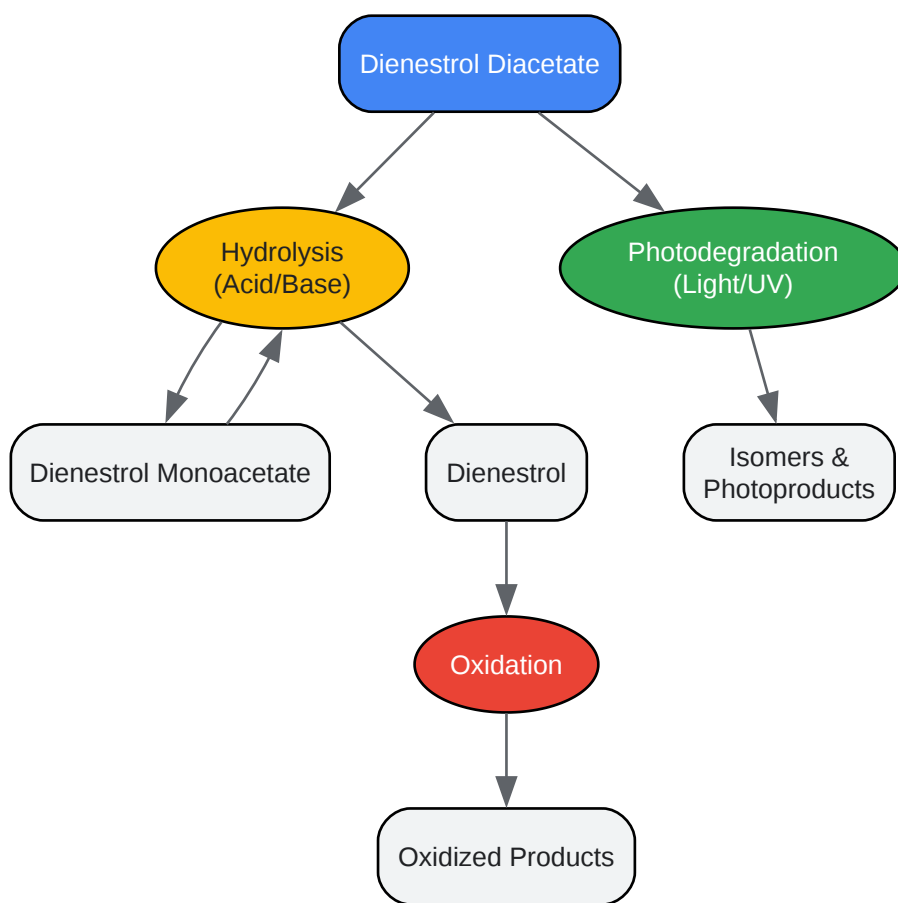 Dienestrol Diacetate
Hydrolysis
(Acid/Base)
Photodegradation
(Light/UV)
Dienestrol Monoacetate
Dienestrol
Isomers &
Photoproducts
Oxidation
Oxidized Products